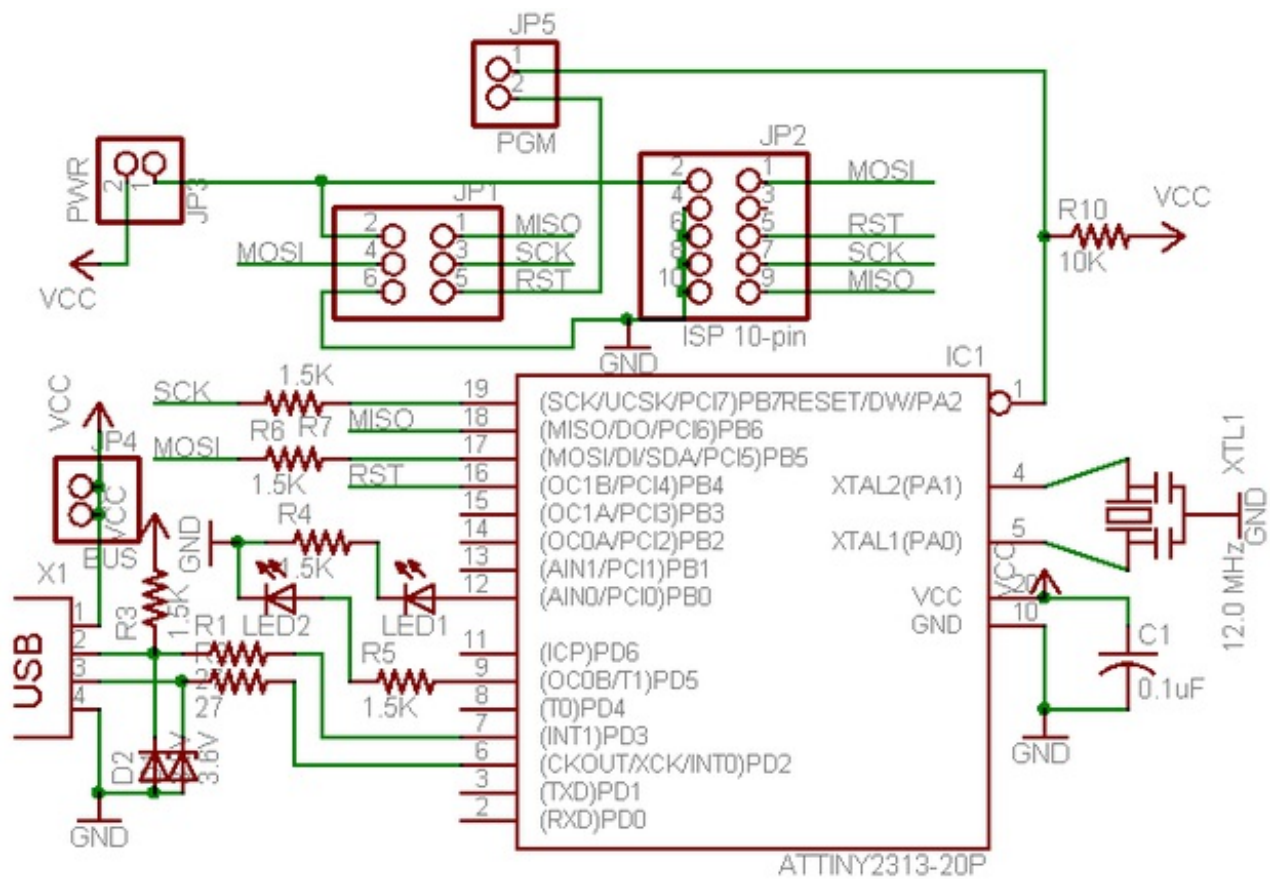 JP5
1
2
PGM
PWR
2
1
JP3
VCC
JP1
2
1
MISO
MOSI
4
3
SCK
6
5
RST
JP2
2
1
MOSI
4
3
6
5
RST
8
7
SCK
10
9
MISO
ISP 10-pin
GND
R10
10K
VCC
IC1
SCK
1.5K
19
(SCK/UCSK/PCI7)PB7
RESET/DW/PA2
1
R6
R7
MISO
18
(MISO/DO/PCI6)PB6
MOSI
1.5K
17
(MOSI/DI/SDA/PCI5)PB5
RST
16
(OC1B/PCI4)PB4
XTAL2(PA1)
4
15
(OC1A/PCI3)PB3
14
(OC0A/PCI2)PB2
XTAL1(PA0)
5
13
(AIN1/PCI1)PB1
12
(AIN0/PCI0)PB0
VCC
20
GND
10
11
(ICP)PD6
9
(OC0B/T1)PD5
8
(T0)PD4
7
(INT1)PD3
6
(CKOUT/XCK/INT0)PD2
3
(TXD)PD1
2
(RXD)PD0
ATTINY2313-20P
XTL1
12.0 MHz
GND
VCC
C1
0.1uF
GND
VCC
JP4
VCC
BUS
GND
R4
1.5K
LED2
LED1
R5
1.5K
X1
USB
1
2
3
4
R3
1.5K
R1
27
D2
3.6V
GND